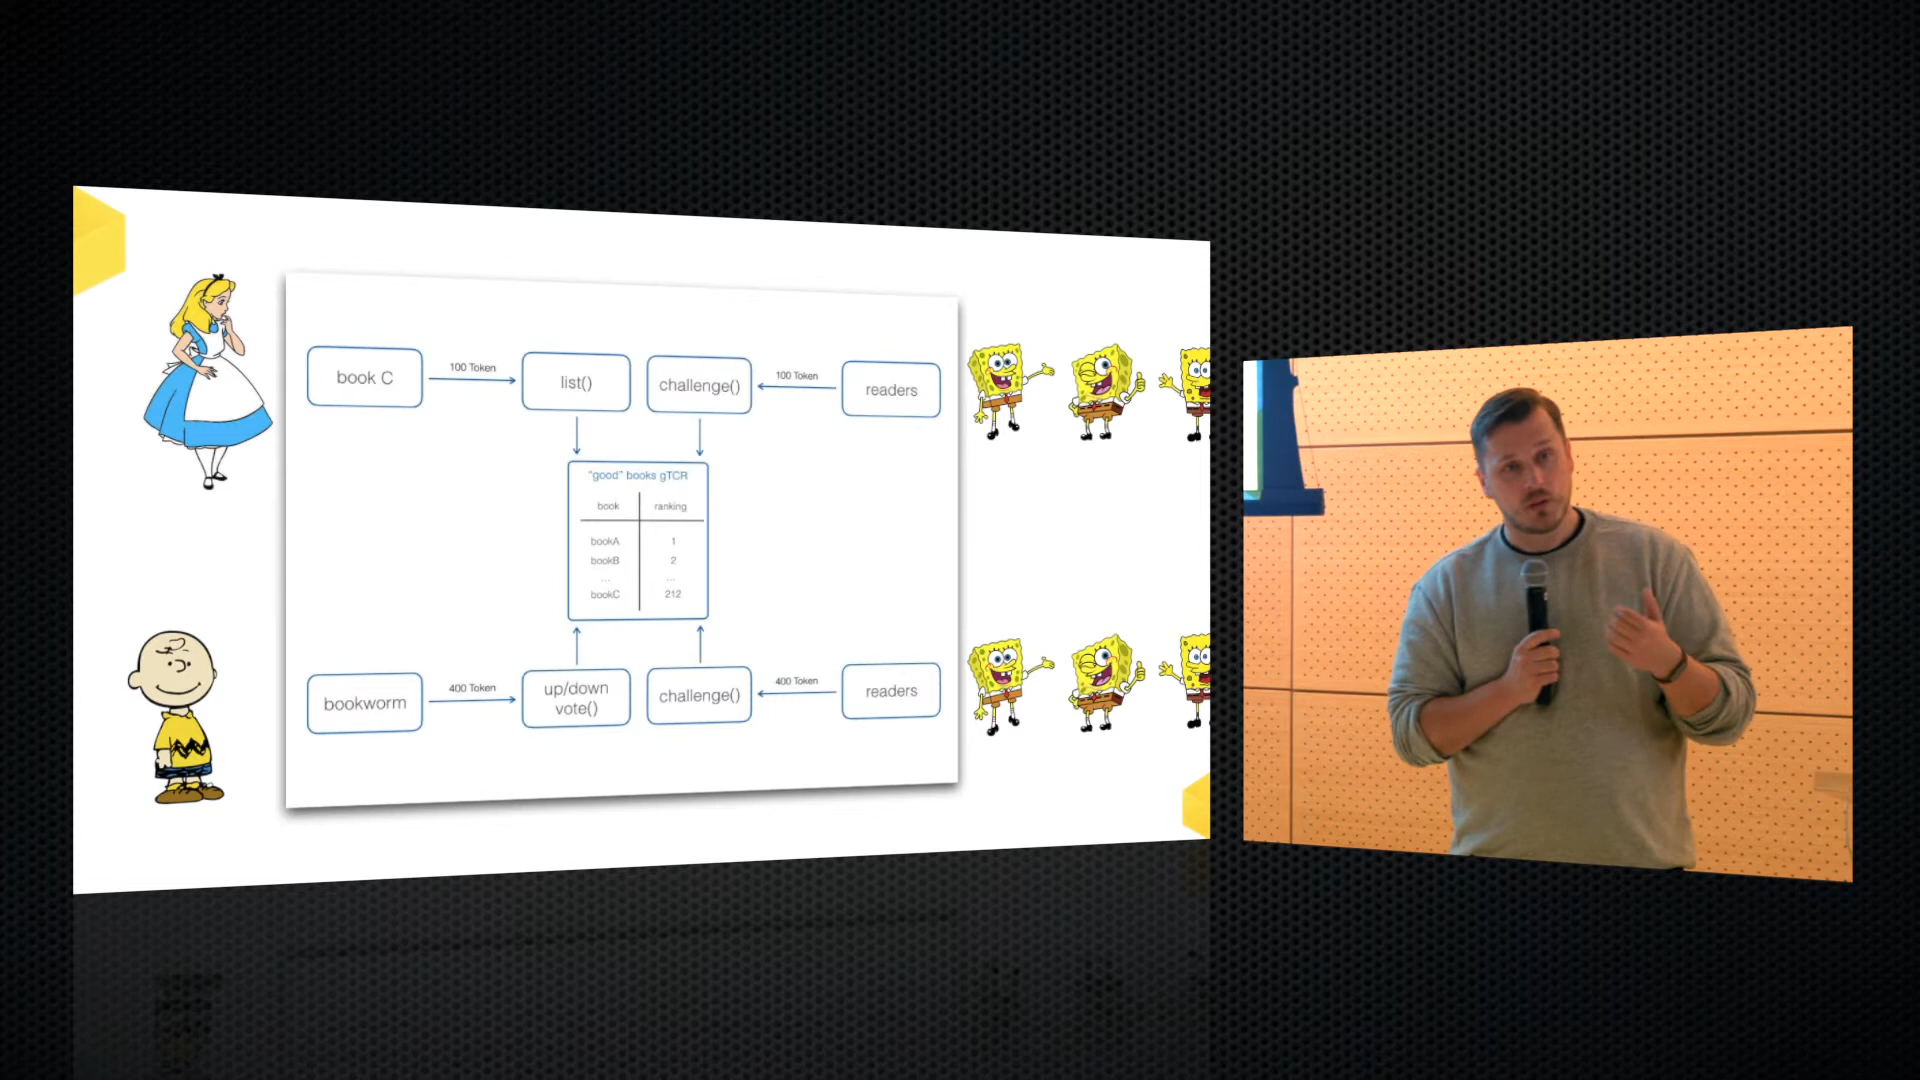 book C
100 Token
list()
challenge()
100 Token
readers
"good" books gTCR
book ranking
bookA 1
bookB 2
... ...
bookC 212
bookworm
400 Token
up/down
vote()
challenge()
400 Token
readers